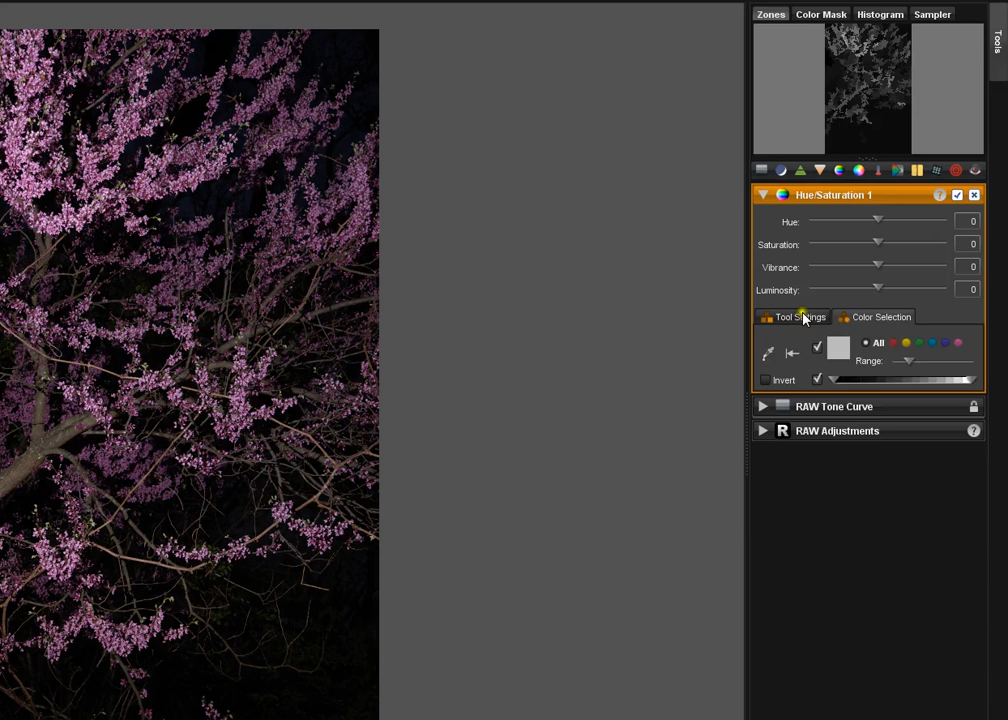 Zones Color Mask Histogram Sampler
Tools
Hue/Saturation 1 ?
Hue: 0
Saturation: 0
Vibrance: 0
Luminosity: 0
Color Selection
All
Range:
Invert
RAW Tone Curve
R RAW Adjustments ?